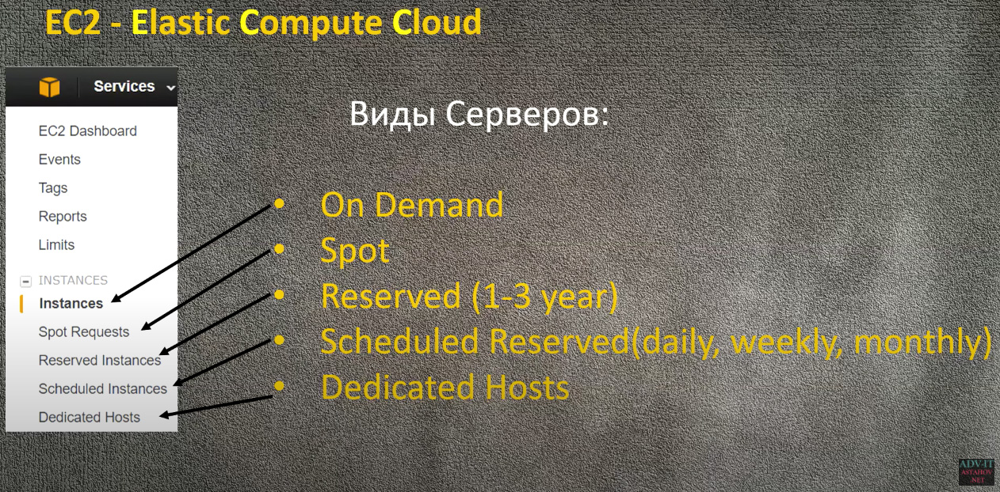 EC2 - Elastic Compute Cloud
Services
EC2 Dashboard
Events
Tags
Reports
Limits
INSTANCES
Instances
Spot Requests
Reserved Instances
Scheduled Instances
Dedicated Hosts
Виды Серверов:
• On Demand
• Spot
• Reserved (1-3 year)
• Scheduled Reserved(daily, weekly, monthly)
• Dedicated Hosts
ADV-IT
ASTAHOV
.NET